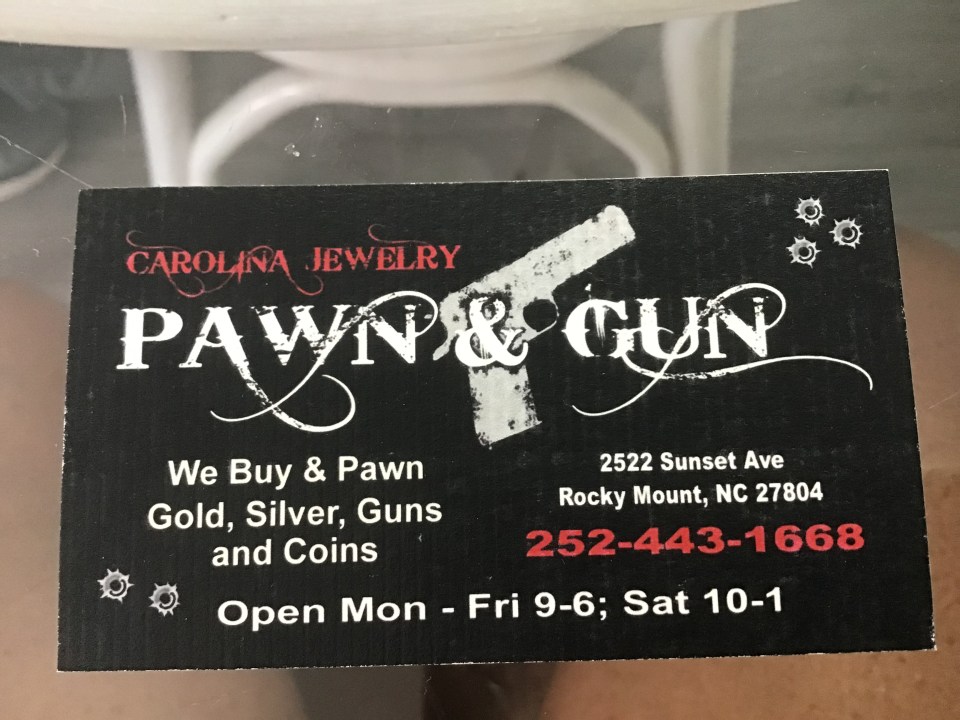 CAROLINA JEWELRY
PAWN & GUN
We Buy & Pawn
Gold, Silver, Guns
and Coins
2522 Sunset Ave
Rocky Mount, NC 27804
252-443-1668
Open Mon - Fri 9-6; Sat 10-1